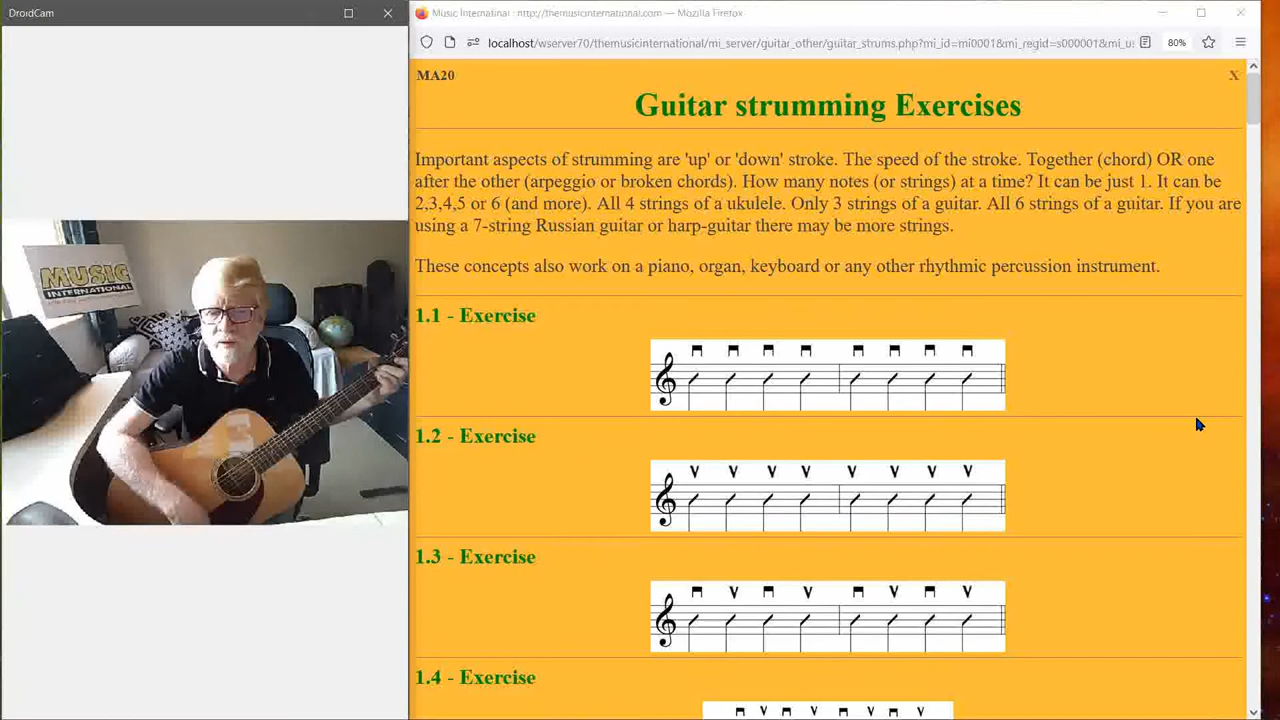 DroidCam
Music Internatinal : http://themusicinternational.com — Mozilla Firefox
localhost/wserver70/themusicinternational/mi_server/guitar_other/guitar_strums.php?mi_id=mi0001&mi_regid=s000001&mi_u:
80%
MA20
X
Guitar strumming Exercises
Important aspects of strumming are 'up' or 'down' stroke. The speed of the stroke. Together (chord) OR one
after the other (arpeggio or broken chords). How many notes (or strings) at a time? It can be just 1. It can be
2,3,4,5 or 6 (and more). All 4 strings of a ukulele. Only 3 strings of a guitar. All 6 strings of a guitar. If you are
using a 7-string Russian guitar or harp-guitar there may be more strings.
These concepts also work on a piano, organ, keyboard or any other rhythmic percussion instrument.
MUSIC
INTERNATIONAL
1.1 - Exercise
1.2 - Exercise
1.3 - Exercise
1.4 - Exercise